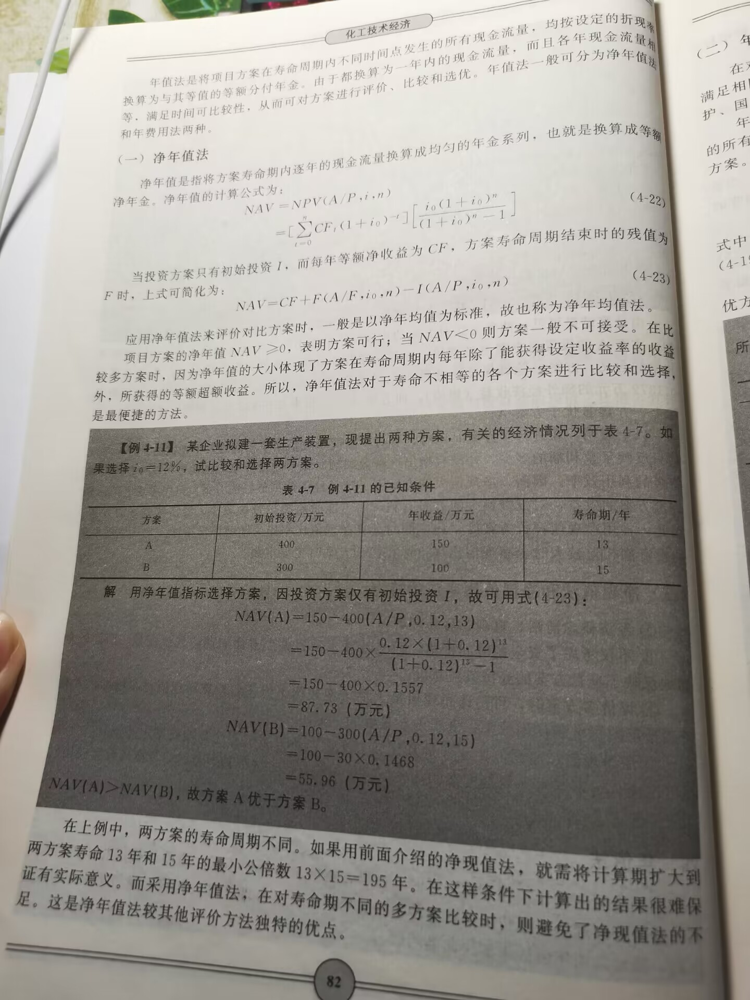 化工技术经济
年值法是将项目方案在寿命周期内不同时间点发生的所有现金流量，均按设定的折现率
换算为与其等值的等额分付年金。由于都换算为一年内的现金流量，而且各年现金流量相
等，满足时间可比较性，从而可对方案进行评价、比较和选优。年值法一般可分为净年值法
和年费用法两种。
（一）净年值法
净年值是指将方案寿命期内逐年的现金流量换算成均匀的年金系列，也就是换算成等额
净年金。净年值的计算公式为：
NAV=NPV(A/P,i,n)
=[∑_{t=0}^{n}CF_t(1+i₀)^{-t}][i₀(1+i₀)^n/((1+i₀)^n-1)] (4-22)
当投资方案只有初始投资 I，而每年等额净收益为 CF，方案寿命周期结束时的残值为
F 时，上式可简化为：
NAV=CF+F(A/F,i₀,n)-I(A/P,i₀,n) (4-23)
应用净年值法来评价对比方案时，一般是以净年均值为标准，故也称为净年均值法。
项目方案的净年值 NAV≥0，表明方案可行；当 NAV<0 则方案一般不可接受。在比
较多方案时，因为净年值的大小体现了方案在寿命周期内每年除了能获得设定收益率的收益
外，所获得的等额超额收益。所以，净年值法对于寿命不相等的各个方案进行比较和选择，
是最便捷的方法。
【例 4-11】 某企业拟建一套生产装置，现提出两种方案，有关的经济情况列于表 4-7。如
果选择 i₀=12%，试比较和选择两方案。
表 4-7 例 4-11 的已知条件
方案 初始投资/万元 年收益/万元 寿命期/年
A 400 150 13
B 300 100 15
解 用净年值指标选择方案，因投资方案仅有初始投资 I，故可用式(4-23)：
NAV(A)=150-400(A/P,0.12,13)
=150-400×0.12×(1+0.12)^13/((1+0.12)^15-1)
=150-400×0.1557
=87.73 (万元)
NAV(B)=100-300(A/P,0.12,15)
=100-30×0.1468
=55.96 (万元)
NAV(A)>NAV(B)，故方案 A 优于方案 B。
在上例中，两方案的寿命周期不同。如果用前面介绍的净现值法，就需将计算期扩大到
两方案寿命 13 年和 15 年的最小公倍数 13×15=195 年。在这样条件下计算出的结果很难保
证有实际意义。而采用净年值法，在对寿命期不同的多方案比较时，则避免了净现值法的不
足。这是净年值法较其他评价方法独特的优点。
82
（二）年
在对
满足相
护、国
年
的所有
方案。
式中
(4-19
优方
所